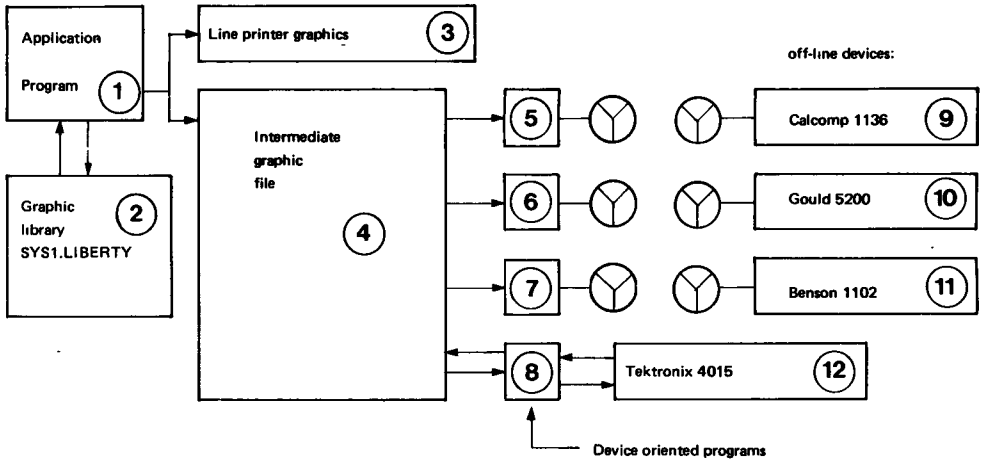 Application
Program
1
Line printer graphics
3
off-line devices:
Intermediate
graphic
file
4
Graphic
library
SYS1.LIBERTY
2
5
Calcomp 1136
9
6
Gould 5200
10
7
Benson 1102
11
8
Tektronix 4015
12
Device oriented programs